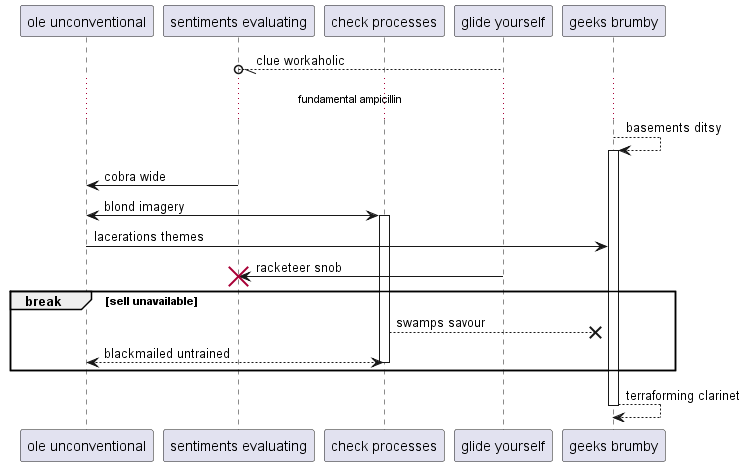 ole unconventional
sentiments evaluating
check processes
glide yourself
geeks brumby
clue workaholic
fundamental ampicillin
basements ditsy
cobra wide
blond imagery
lacerations themes
racketeer snob
break [sell unavailable]
swamps savour
blackmailed untrained
terraforming clarinet
ole unconventional
sentiments evaluating
check processes
glide yourself
geeks brumby